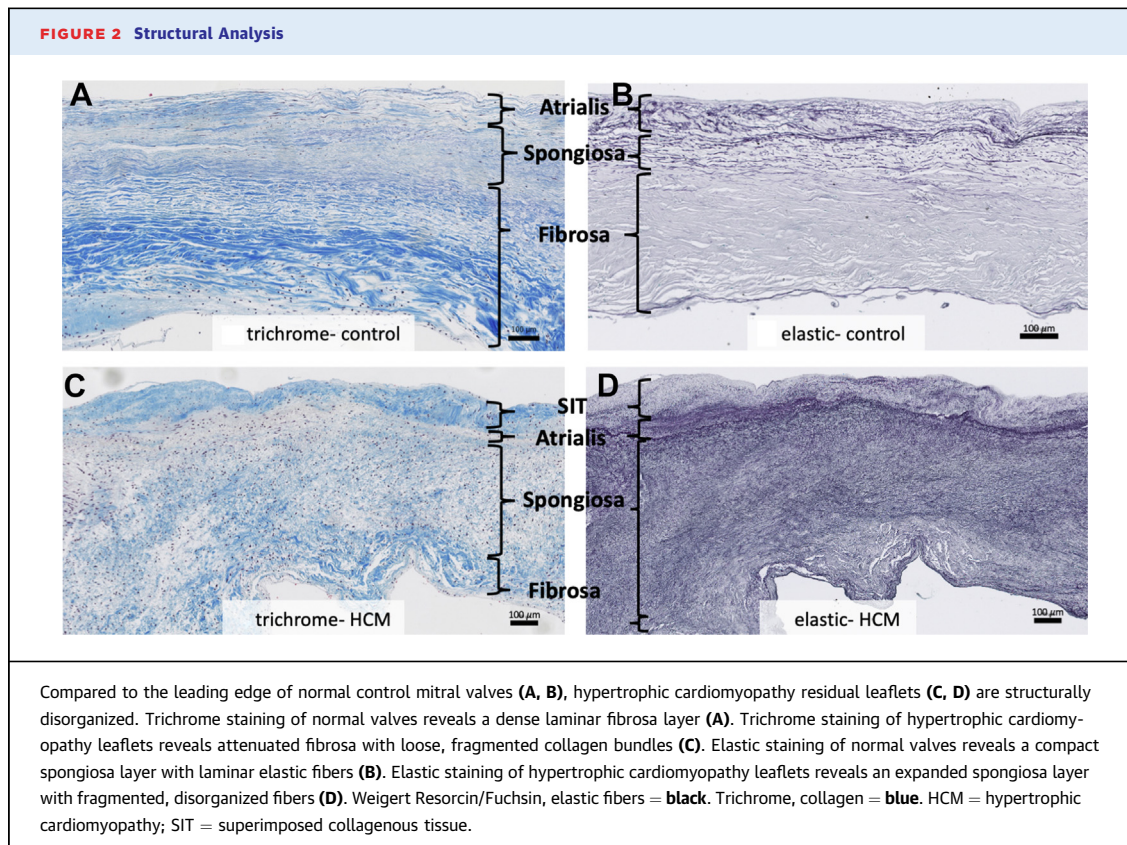 FIGURE 2 Structural Analysis
A
B
Atrialis
Spongiosa
Fibrosa
trichrome- control
100 µm
elastic- control
100 µm
C
D
SIT
Atrialis
Spongiosa
Fibrosa
trichrome- HCM
100 µm
elastic- HCM
100 µm
Compared to the leading edge of normal control mitral valves (A, B), hypertrophic cardiomyopathy residual leaflets (C, D) are structurally
disorganized. Trichrome staining of normal valves reveals a dense laminar fibrosa layer (A). Trichrome staining of hypertrophic cardiomy-
opathy leaflets reveals attenuated fibrosa with loose, fragmented collagen bundles (C). Elastic staining of normal valves reveals a compact
spongiosa layer with laminar elastic fibers (B). Elastic staining of hypertrophic cardiomyopathy leaflets reveals an expanded spongiosa layer
with fragmented, disorganized fibers (D). Weigert Resorcin/Fuchsin, elastic fibers = black. Trichrome, collagen = blue. HCM = hypertrophic
cardiomyopathy; SIT = superimposed collagenous tissue.